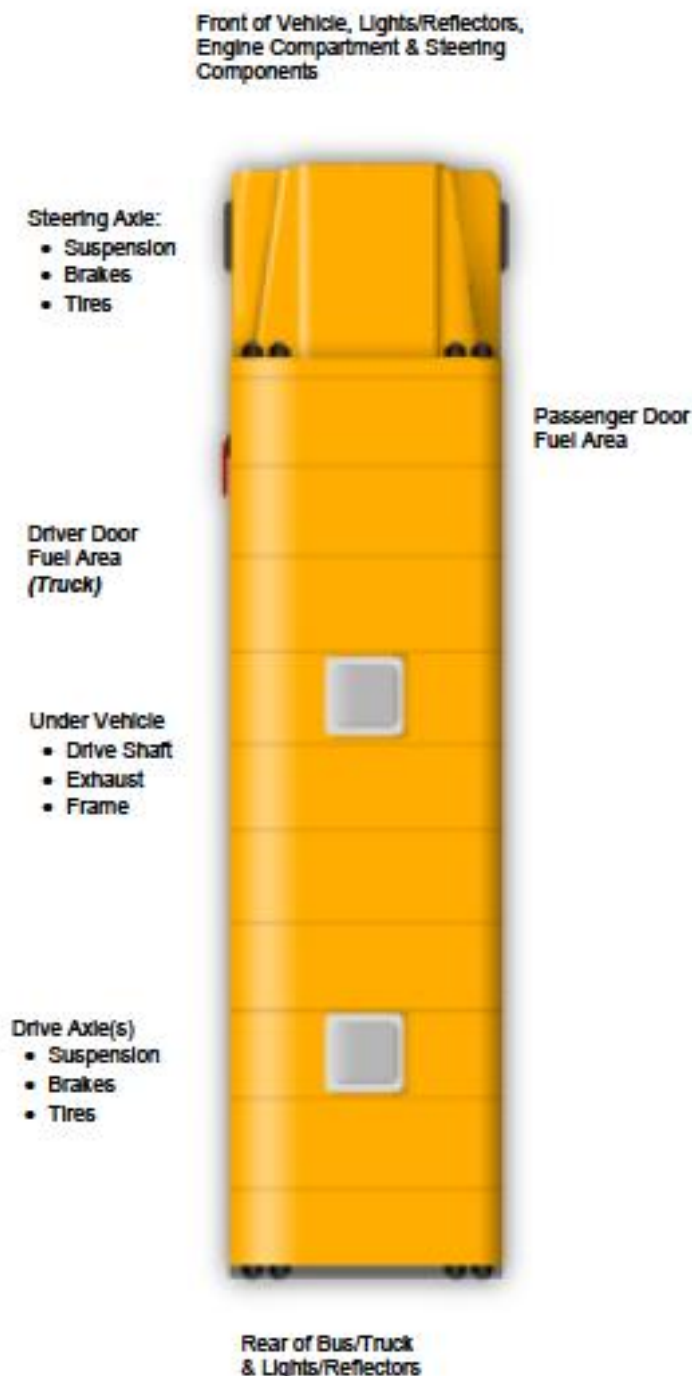 Front of Vehicle, Lights/Reflectors,
Engine Compartment & Steering
Components
Steering Axle:
• Suspension
• Brakes
• Tires
Passenger Door
Fuel Area
Driver Door
Fuel Area
(Truck)
Under Vehicle
• Drive Shaft
• Exhaust
• Frame
Drive Axle(s)
• Suspension
• Brakes
• Tires
Rear of Bus/Truck
& Lights/Reflectors